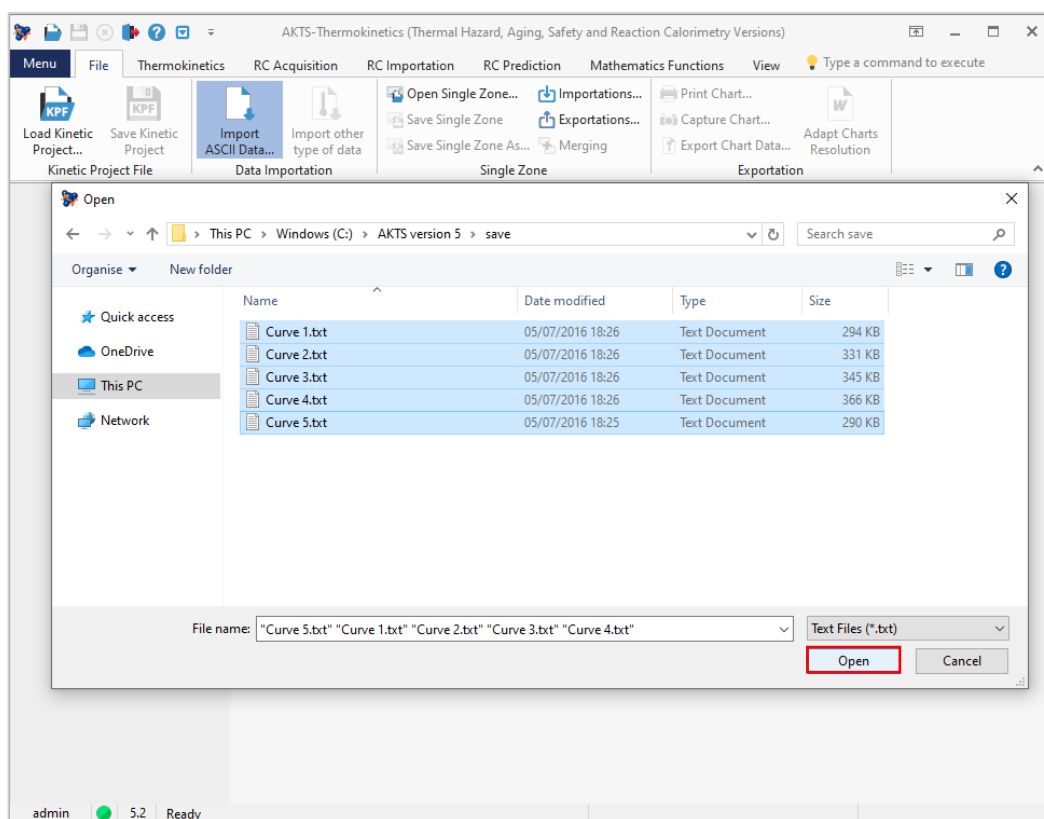 AKTS-Thermokinetics (Thermal Hazard, Aging, Safety and Reaction Calorimetry Versions)
Menu File Thermokinetics RC Acquisition RC Importation RC Prediction Mathematics Functions View Type a command to execute
KPF
Load Kinetic
Project...
KPF
Save Kinetic
Project
Kinetic Project File
Import
ASCII Data...
Import other
type of data
Data Importation
Open Single Zone...
Save Single Zone
Save Single Zone As...
Importations...
Exportations...
Merging
Single Zone
Print Chart...
Capture Chart...
Export Chart Data...
W
Adapt Charts
Resolution
Exportation
Open
This PC > Windows (C:) > AKTS version 5 > save
Search save
Organise New folder
Quick access
OneDrive
This PC
Network
Name Date modified Type Size
Curve 1.txt 05/07/2016 18:26 Text Document 294 KB
Curve 2.txt 05/07/2016 18:26 Text Document 331 KB
Curve 3.txt 05/07/2016 18:26 Text Document 345 KB
Curve 4.txt 05/07/2016 18:26 Text Document 366 KB
Curve 5.txt 05/07/2016 18:25 Text Document 290 KB
File name: "Curve 5.txt" "Curve 1.txt" "Curve 2.txt" "Curve 3.txt" "Curve 4.txt" Text Files (*.txt)
Open Cancel
admin 5.2 Ready